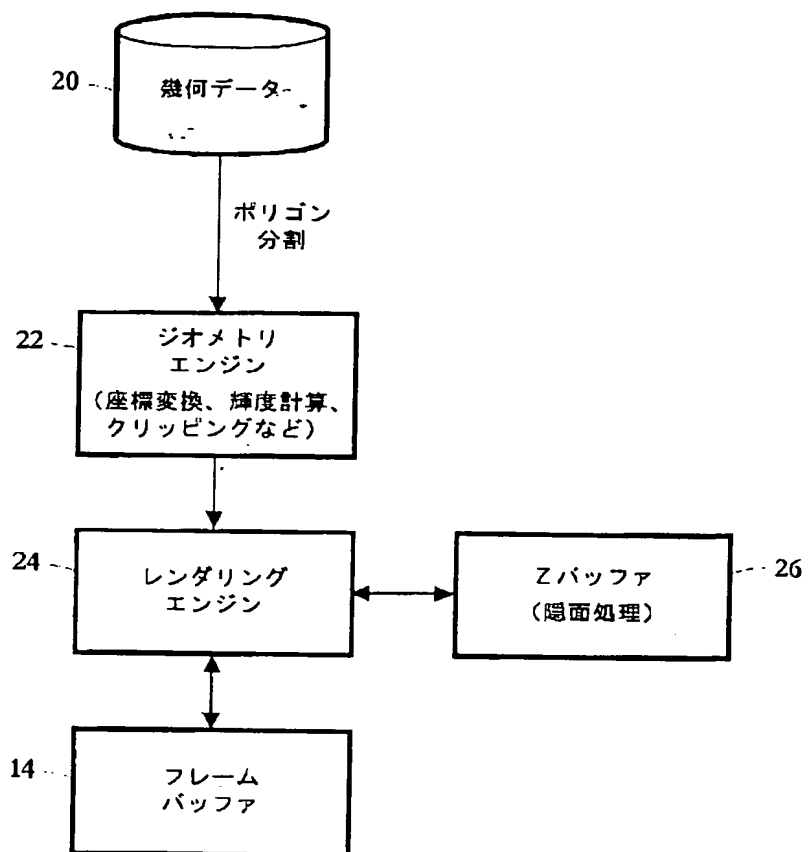 20
幾何データ
ポリゴン
分割
22
ジオメトリ
エンジン
(座標変換、輝度計算、
クリッピングなど)
24
レンダリング
エンジン
Zバッファ
(隠面処理)
26
14
フレーム
バッファ